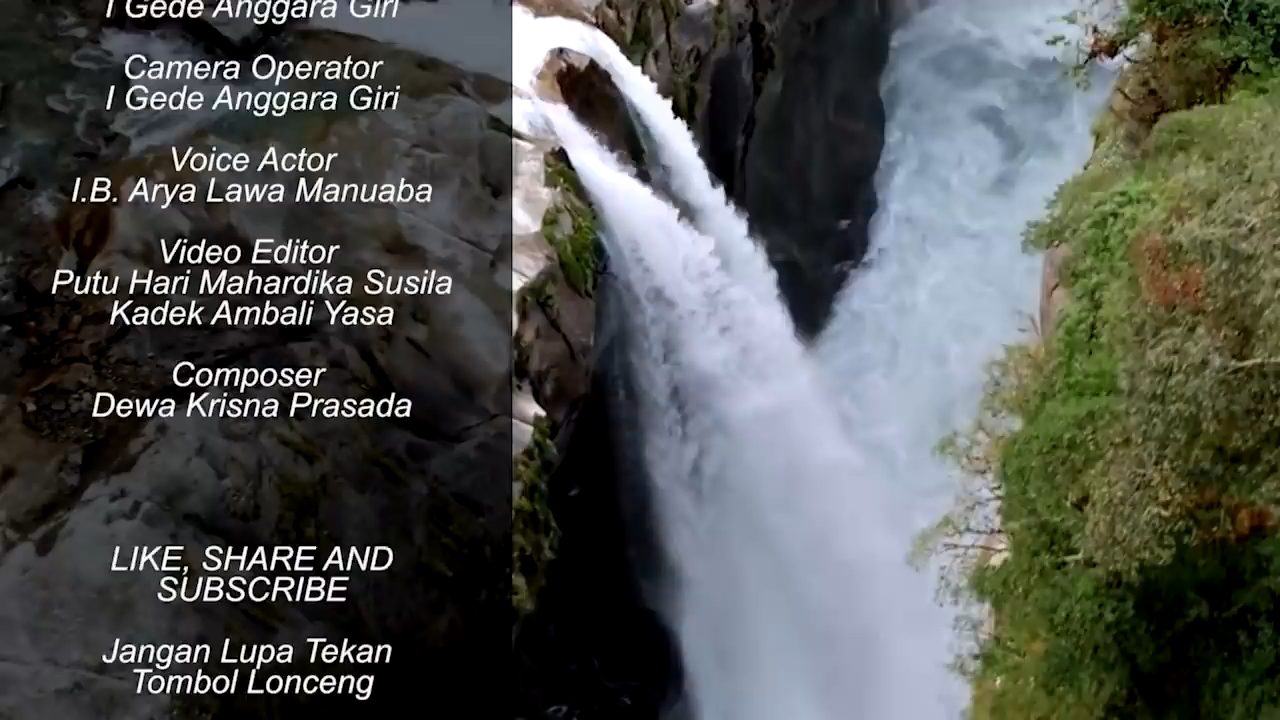 I Gede Anggara Giri
Camera Operator
I Gede Anggara Giri
Voice Actor
I.B. Arya Lawa Manuaba
Video Editor
Putu Hari Mahardika Susila
Kadek Ambali Yasa
Composer
Dewa Krisna Prasada
LIKE, SHARE AND
SUBSCRIBE
Jangan Lupa Tekan
Tombol Lonceng